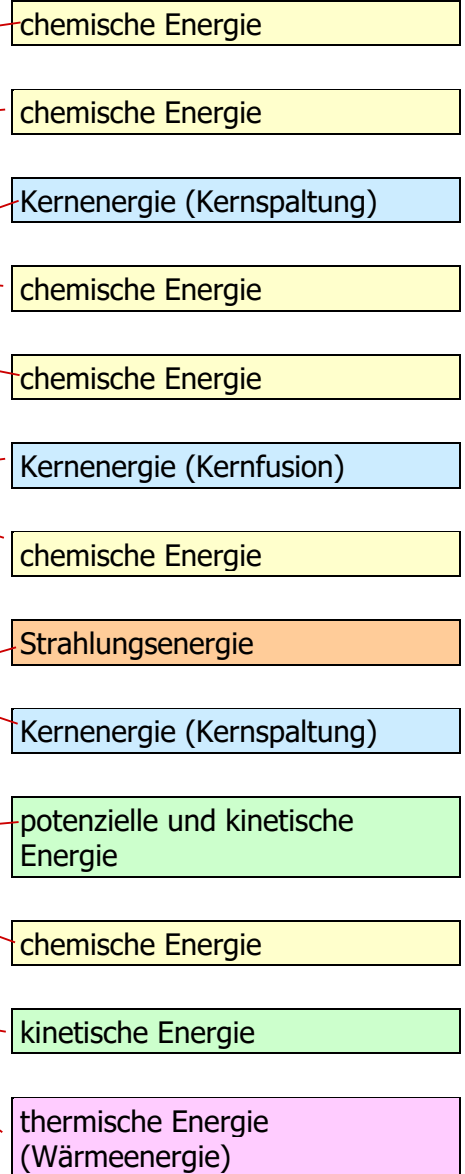 chemische Energie
chemische Energie
Kernenergie (Kernspaltung)
chemische Energie
chemische Energie
Kernenergie (Kernfusion)
chemische Energie
Strahlungsenergie
Kernenergie (Kernspaltung)
potenzielle und kinetische
Energie
chemische Energie
kinetische Energie
thermische Energie
(Wärmeenergie)